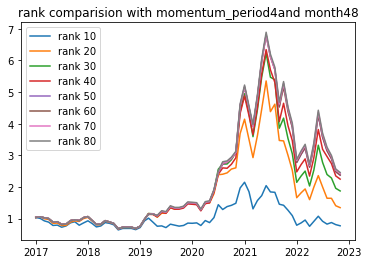 rank comparision with momentum_period4and month48
7
6
5
4
3
2
1
rank 10
rank 20
rank 30
rank 40
rank 50
rank 60
rank 70
rank 80
2017 2018 2019 2020 2021 2022 2023